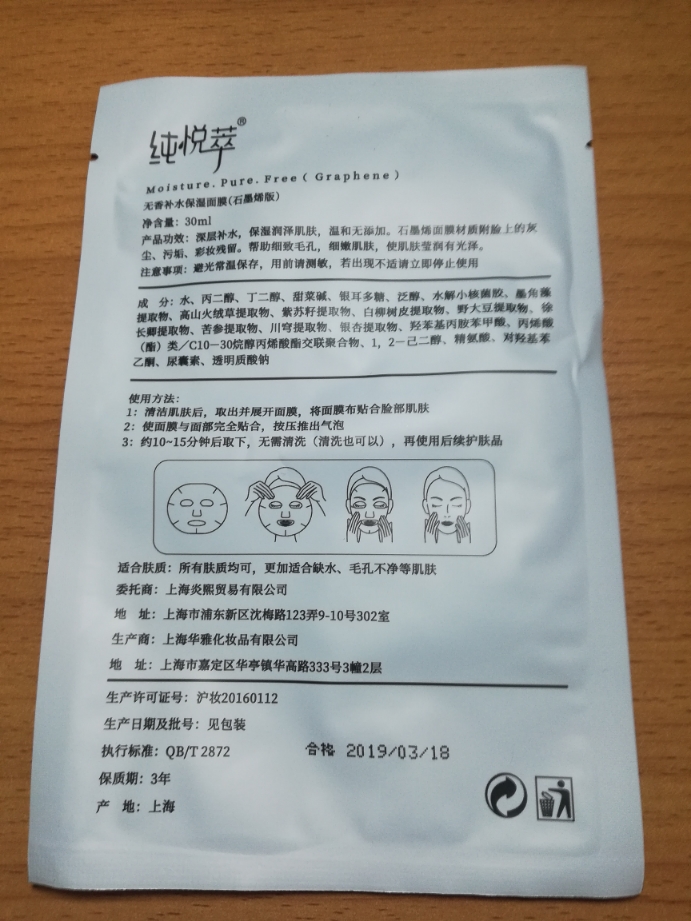 纯悦萃®
Moisture.Pure.Free(Graphene)
无香补水保湿面膜(石墨烯版)
净含量：30ml
产品功效：深层补水，保湿润泽肌肤，温和无添加。石墨烯面膜材质附脸上的灰
尘、污垢、彩妆残留。帮助细致毛孔，细嫩肌肤，使肌肤莹润有光泽。
注意事项：避光常温保存，用前请测敏，若出现不适请立即停止使用
成 分：水、丙二醇、丁二醇、甜菜碱、银耳多糖、泛醇、水解小核菌胶、墨角藻
提取物、高山火绒草提取物、紫苏籽提取物、白柳树皮提取物、野大豆提取物、徐
长卿提取物、苦参提取物、川芎提取物、银杏提取物、羟苯基丙胺苯甲酸、丙烯酸
(酯)类/C10-30烷醇丙烯酸酯交联聚合物、1，2-己二醇、精氨酸、对羟基苯
乙酮、尿囊素、透明质酸钠
使用方法：
1：清洁肌肤后，取出并展开面膜，将面膜布贴合脸部肌肤
2：使面膜与面部完全贴合，按压推出气泡
3：约10~15分钟后取下，无需清洗（清洗也可以），再使用后续护肤品
适合肤质：所有肤质均可，更加适合缺水、毛孔不净等肌肤
委托商：上海炎熙贸易有限公司
地 址：上海市浦东新区沈梅路123弄9-10号302室
生产商：上海华雅化妆品有限公司
地 址：上海市嘉定区华亭镇华高路333号3幢2层
生产许可证号：沪妆20160112
生产日期及批号：见包装
执行标准：QB/T 2872 合格 2019/03/18
保质期：3年
产 地：上海